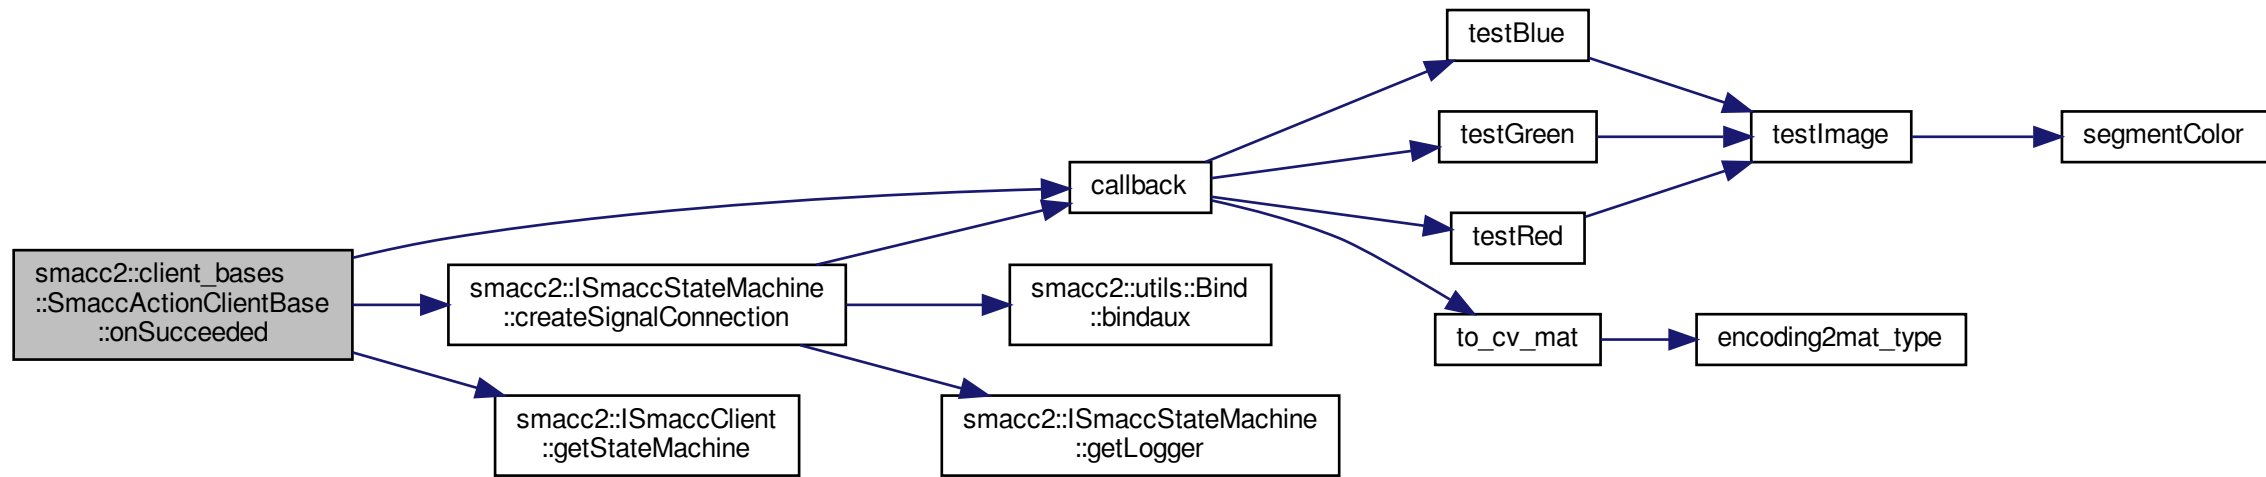 smacc2::client_bases
::SmaccActionClientBase
::onSucceeded
smacc2::ISmaccStateMachine
::createSignalConnection
smacc2::ISmaccClient
::getStateMachine
callback
smacc2::utils::Bind
::bindaux
smacc2::ISmaccStateMachine
::getLogger
testBlue
testGreen
testRed
to_cv_mat
testImage
encoding2mat_type
segmentColor